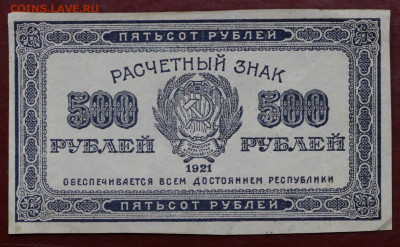 COINS.LAVE.RU
ПЯТЬСОТ РУБЛЕЙ
РАСЧЕТНЫЙ ЗНАК
500 500
РУБЛЕЙ РУБЛЕЙ
1921
ОБЕСПЕЧИВАЕТСЯ ВСЕМ ДОСТОЯНИЕМ РЕСПУБЛИКИ
ПЯТЬСОТ РУБЛЕЙ